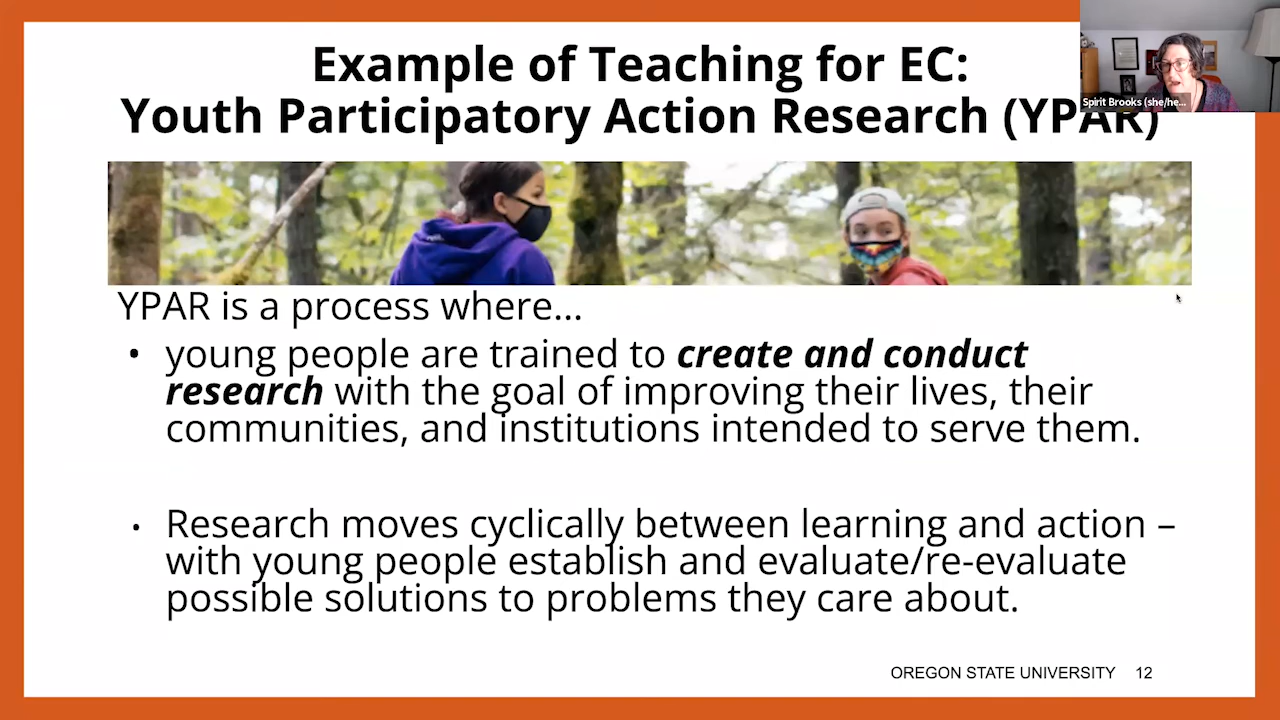 Example of Teaching for EC:
Youth Participatory Action Research (YPAR)
Spirit Brooks (she/he...
YPAR is a process where...
• young people are trained to create and conduct
research with the goal of improving their lives, their
communities, and institutions intended to serve them.
• Research moves cyclically between learning and action –
with young people establish and evaluate/re-evaluate
possible solutions to problems they care about.
OREGON STATE UNIVERSITY 12